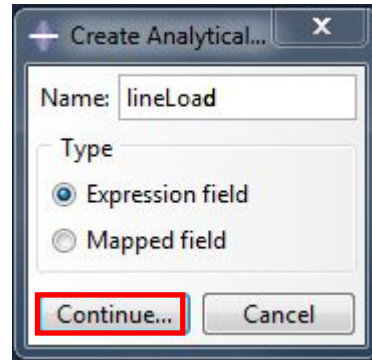 Create Analytical... X
Name: lineLoad
Type
Expression field
Mapped field
Continue... Cancel